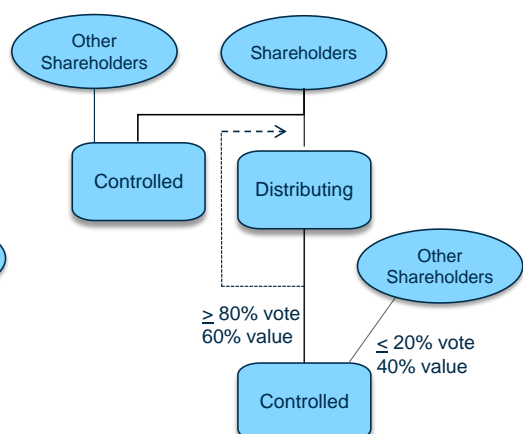 Other
Shareholders
Shareholders
Controlled
Distributing
Other
Shareholders
≥ 80% vote
60% value
≤ 20% vote
40% value
Controlled